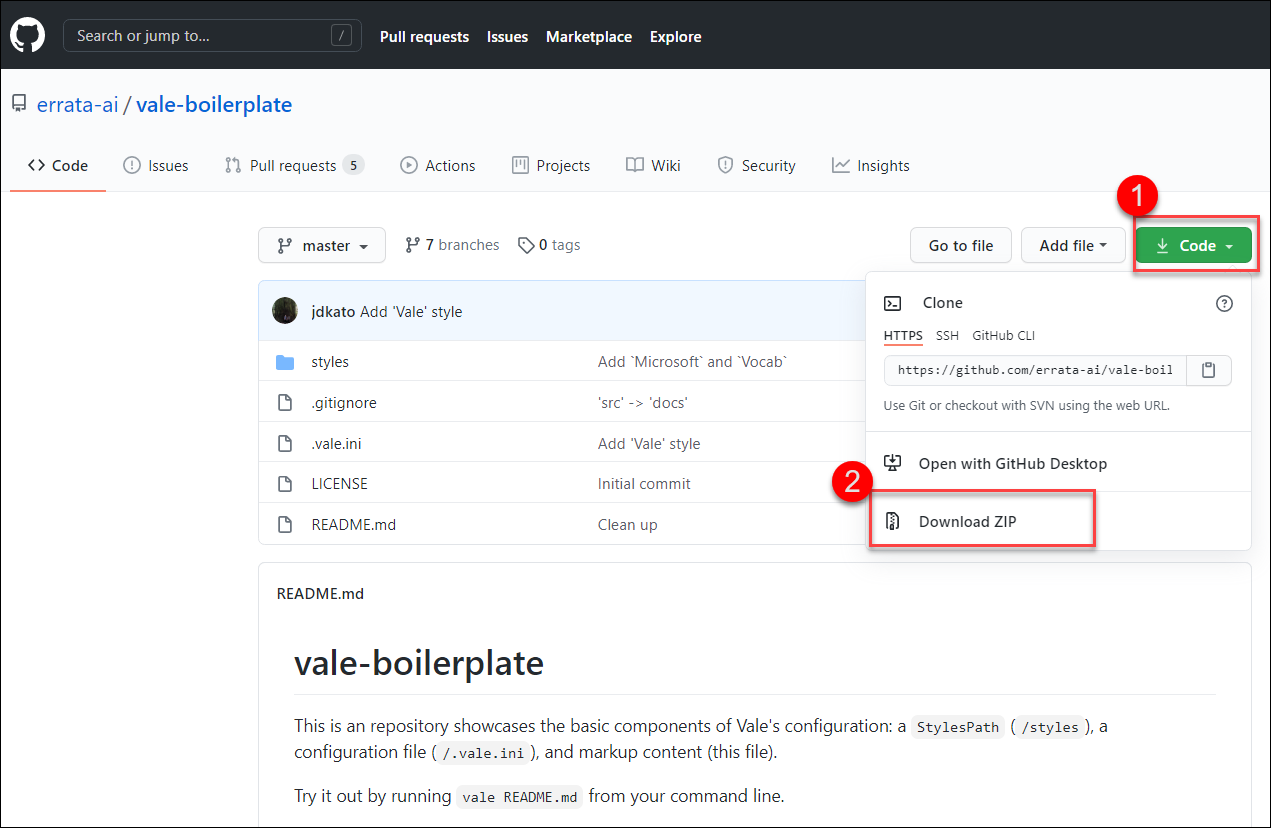 Search or jump to... / Pull requests Issues Marketplace Explore
errata-ai / vale-boilerplate
<> Code Issues Pull requests 5 Actions Projects Wiki Security Insights
1
master 7 branches 0 tags Go to file Add file Code
jdkato Add 'Vale' style
Clone
HTTPS SSH GitHub CLI
https://github.com/errata-ai/vale-boil
Use Git or checkout with SVN using the web URL.
Open with GitHub Desktop
2
Download ZIP
styles Add `Microsoft` and `Vocab`
.gitignore 'src' -> 'docs'
.vale.ini Add 'Vale' style
LICENSE Initial commit
README.md Clean up
README.md
vale-boilerplate
This is an repository showcases the basic components of Vale's configuration: a StylesPath ( /styles ), a
configuration file ( /.vale.ini ), and markup content (this file).
Try it out by running vale README.md from your command line.